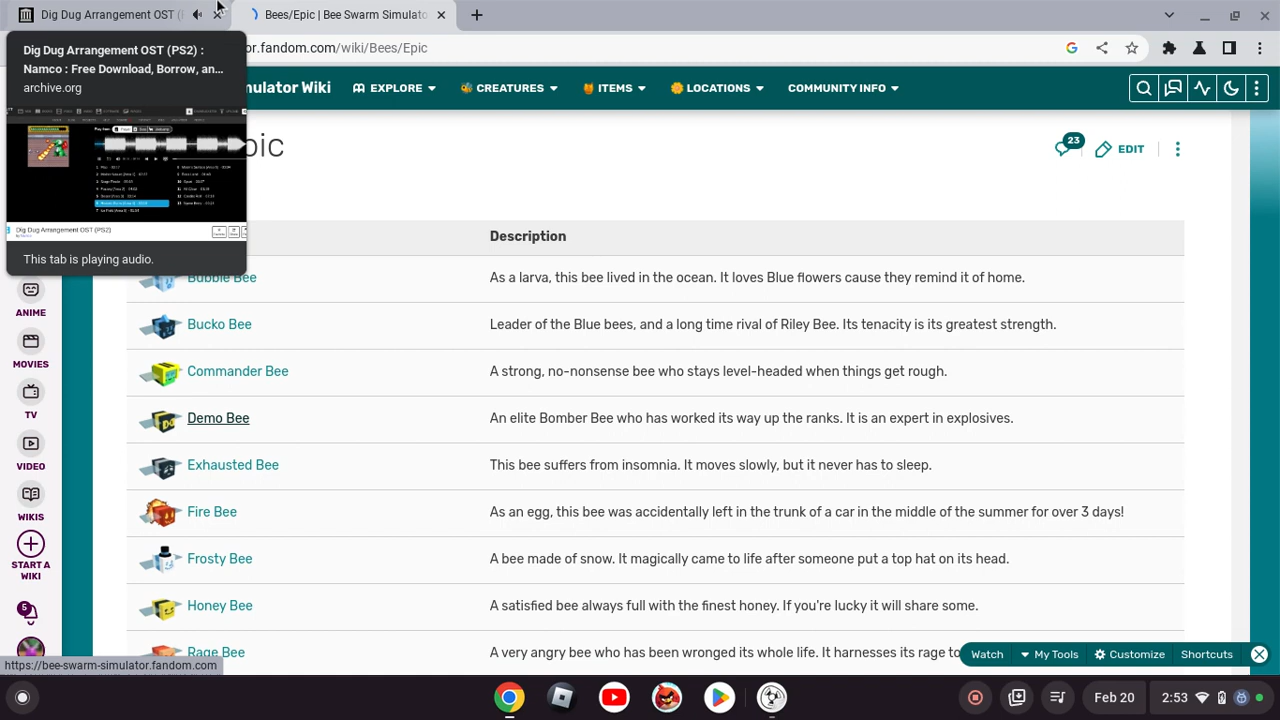 Dig Dug Arrangement OST (
Bees/Epic | Bee Swarm Simulato
Dig Dug Arrangement OST (PS2) :
Namco : Free Download, Borrow, an...
archive.org
or.fandom.com/wiki/Bees/Epic
mulator Wiki
EXPLORE
CREATURES
ITEMS
LOCATIONS
COMMUNITY INFO
pic
23
EDIT
Dig Dug Arrangement OST (PS2)
This tab is playing audio.
Description
Bubble Bee
As a larva, this bee lived in the ocean. It loves Blue flowers cause they remind it of home.
Bucko Bee
Leader of the Blue bees, and a long time rival of Riley Bee. Its tenacity is its greatest strength.
Commander Bee
A strong, no-nonsense bee who stays level-headed when things get rough.
Demo Bee
An elite Bomber Bee who has worked its way up the ranks. It is an expert in explosives.
Exhausted Bee
This bee suffers from insomnia. It moves slowly, but it never has to sleep.
Fire Bee
As an egg, this bee was accidentally left in the trunk of a car in the middle of the summer for over 3 days!
Frosty Bee
A bee made of snow. It magically came to life after someone put a top hat on its head.
Honey Bee
A satisfied bee always full with the finest honey. If you're lucky it will share some.
Rage Bee
A very angry bee who has been wronged its whole life. It harnesses its rage to
ANIME
MOVIES
TV
VIDEO
WIKIS
START A
WIKI
5
https://bee-swarm-simulator.fandom.com
Watch
My Tools
Customize
Shortcuts
Feb 20
2:53